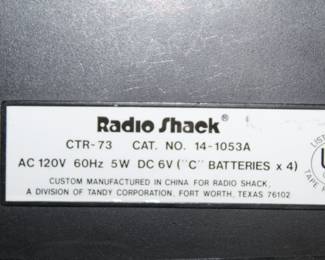 Radio Shack®
CTR-73 CAT. NO. 14-1053A
AC 120V 60Hz 5W DC 6V ("C" BATTERIES x 4)
CUSTOM MANUFACTURED IN CHINA FOR RADIO SHACK,
A DIVISION OF TANDY CORPORATION, FORT WORTH, TEXAS 76102